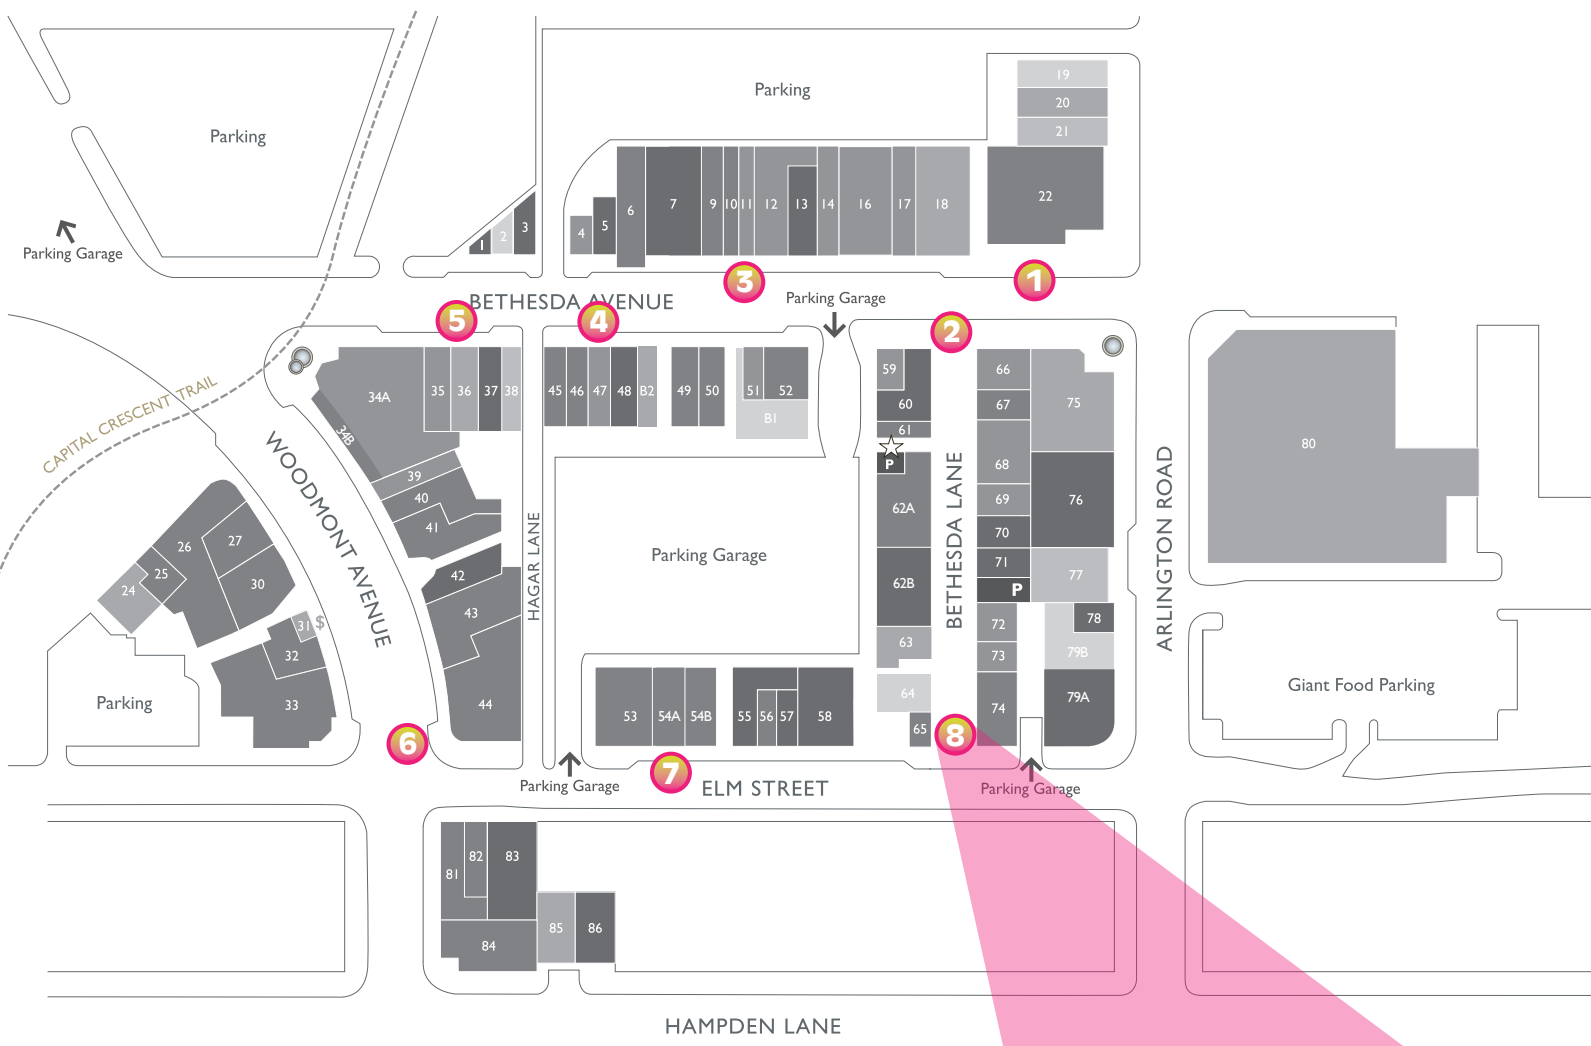 Parking
Parking
19
20
21
22
Parking Garage
1
2
3
4
5
6
7
9
10
11
12
13
14
16
17
18
3
1
BETHESDA AVENUE
Parking Garage
5
4
2
34A
34B
35
36
37
38
45
46
47
48
B2
49
50
51
52
B1
59
60
61
P
62A
62B
63
64
65
66
67
68
69
70
71
P
72
73
74
75
76
77
78
79B
79A
80
CAPITAL CRESCENT TRAIL
WOODMONT AVENUE
HAGAR LANE
BETHESDA LANE
ARLINGTON ROAD
39
40
41
42
43
44
24
25
26
27
30
31
$
32
33
Parking
Parking Garage
Giant Food Parking
53
54A
54B
55
56
57
58
6
7
8
Parking Garage
ELM STREET
Parking Garage
81
82
83
84
85
86
HAMPDEN LANE